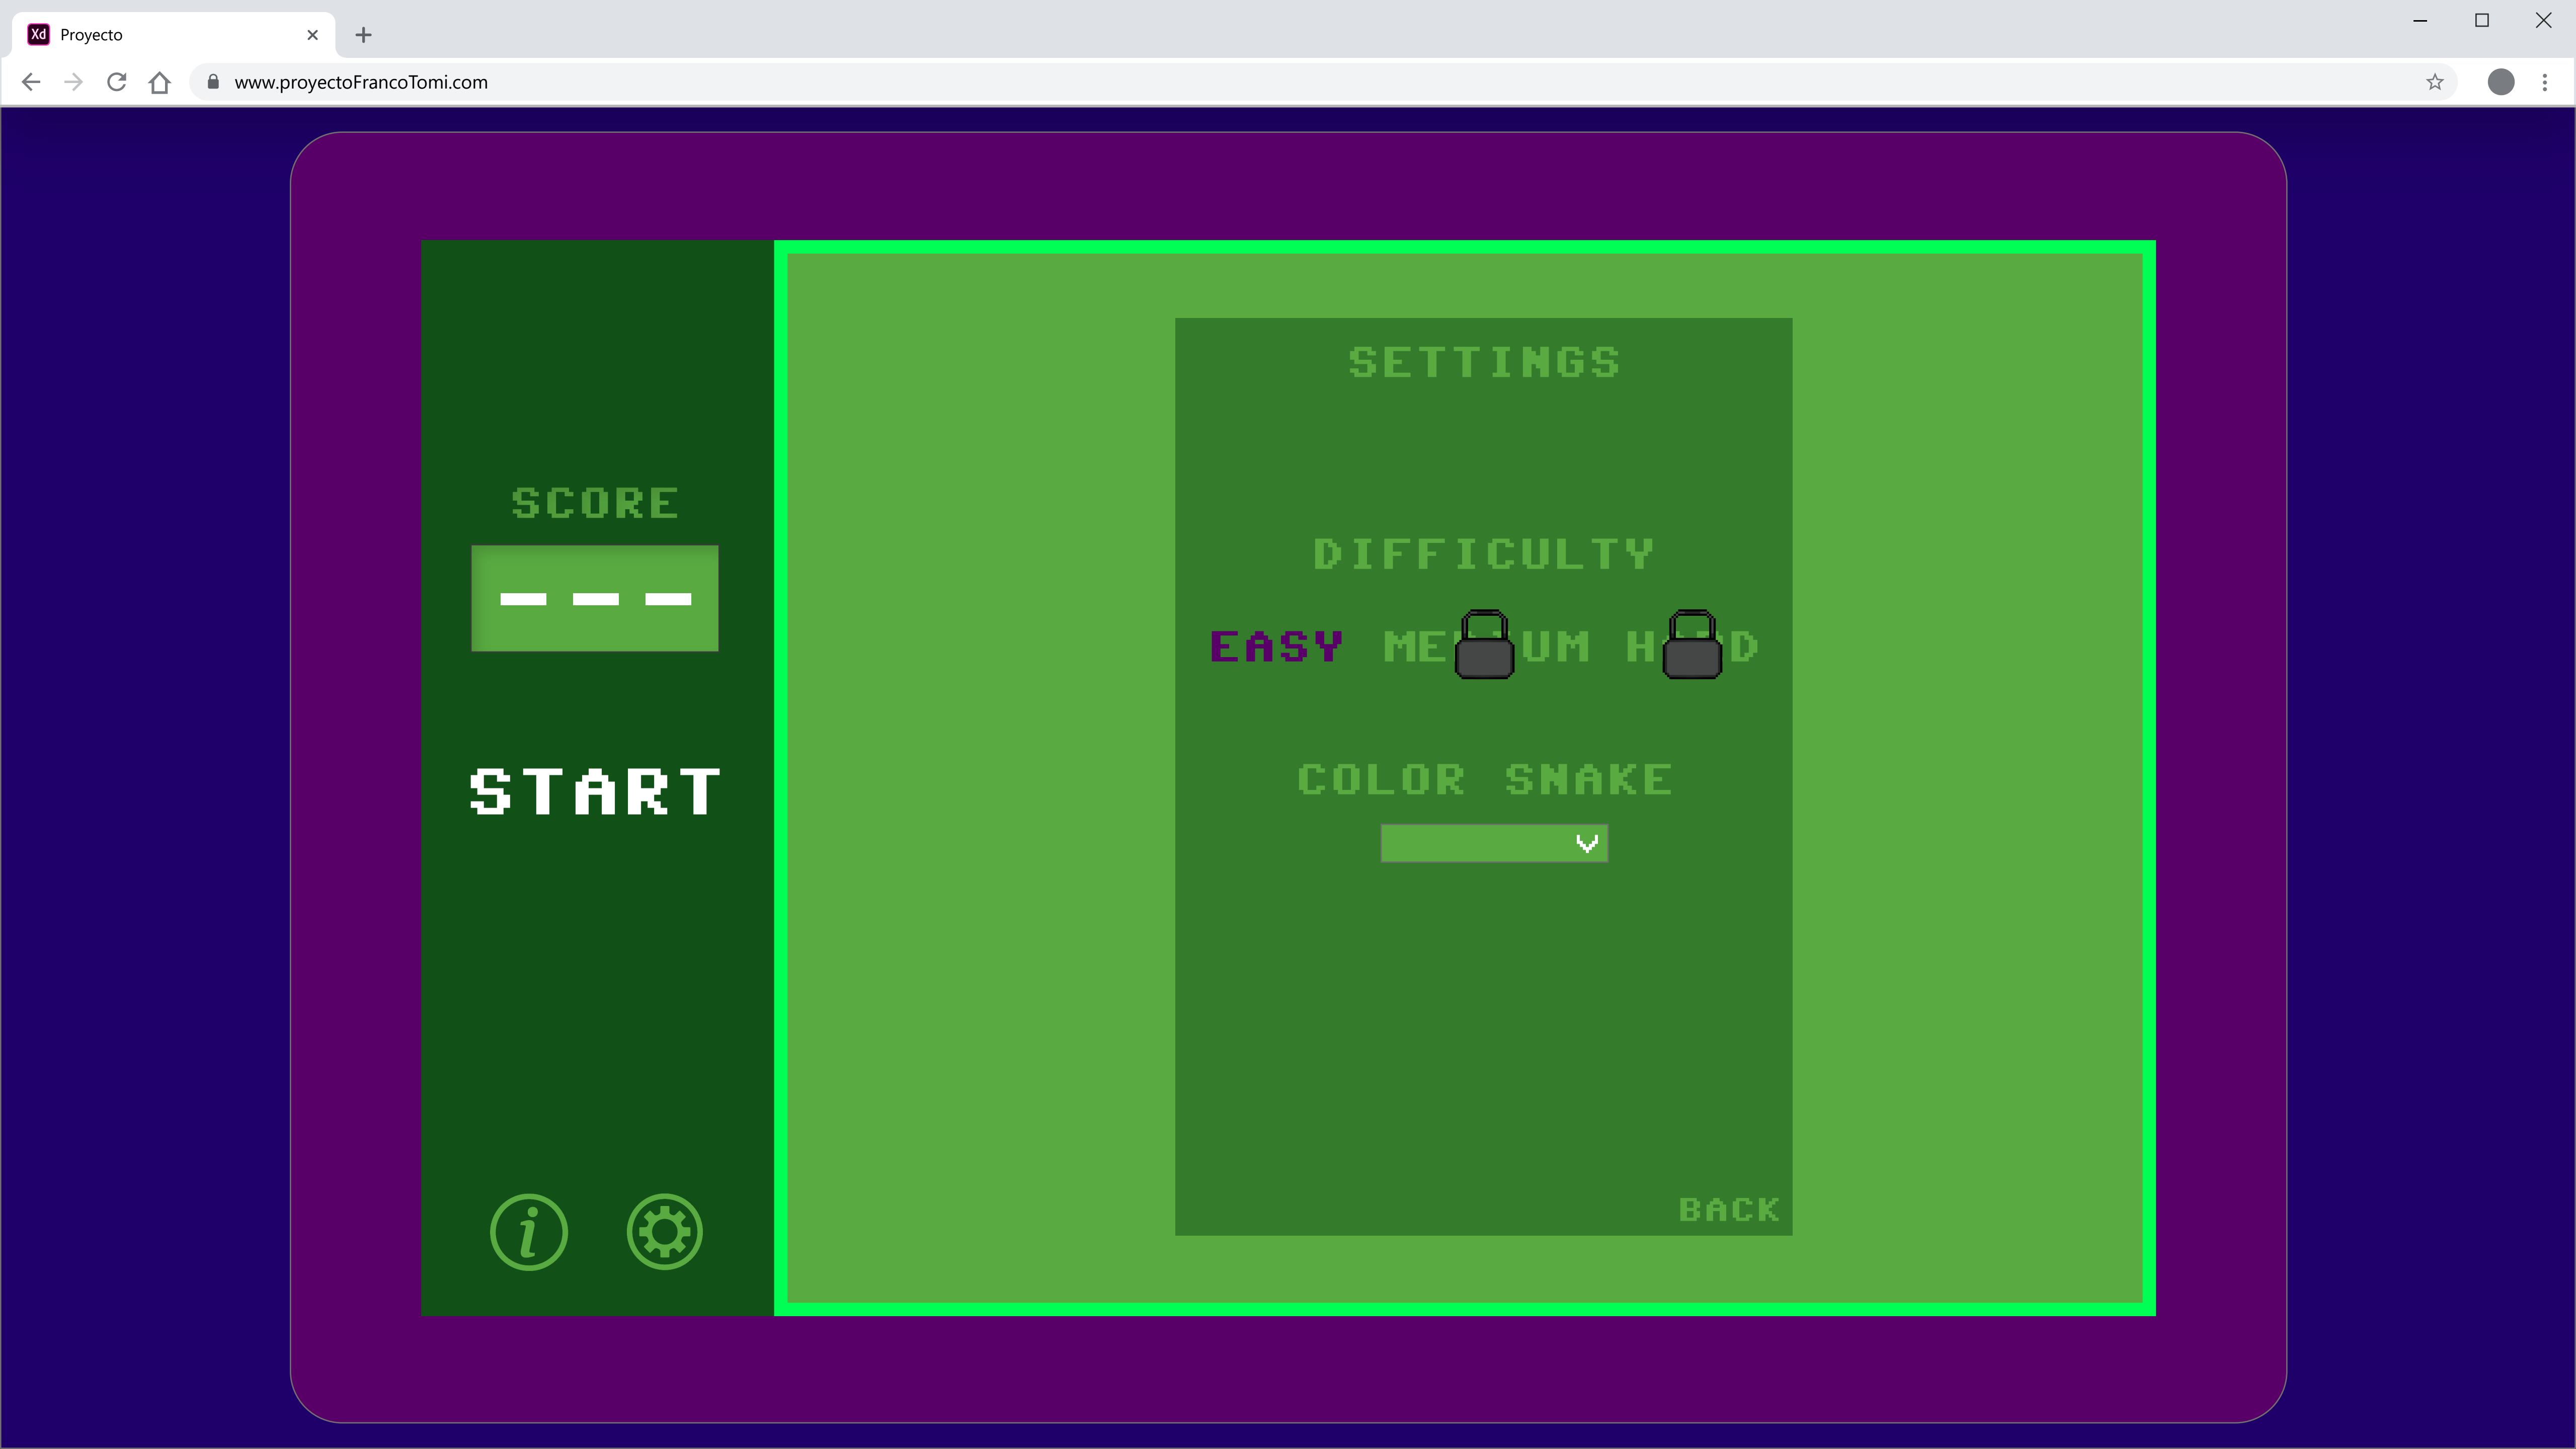 Xd Proyecto
www.proyectoFrancoTomi.com
SETTINGS
SCORE
DIFFICULTY
– – –
EASY
COLOR SNAKE
START
BACK
i